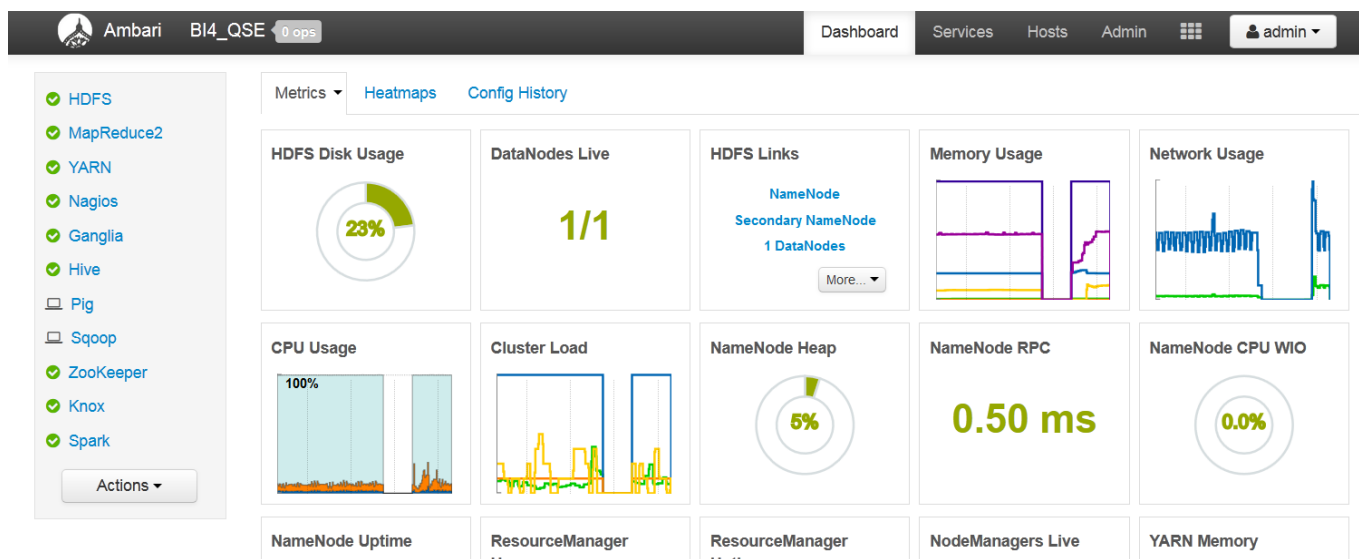 Ambari BI4_QSE 0 ops Dashboard Services Hosts Admin admin
HDFS
MapReduce2
YARN
Nagios
Ganglia
Hive
Pig
Sqoop
ZooKeeper
Knox
Spark
Actions
Metrics Heatmaps Config History
HDFS Disk Usage
23%
DataNodes Live
1/1
HDFS Links
NameNode
Secondary NameNode
1 DataNodes
More...
Memory Usage
Network Usage
CPU Usage
100%
Cluster Load
NameNode Heap
5%
NameNode RPC
0.50 ms
NameNode CPU WIO
0.0%
NameNode Uptime
ResourceManager
ResourceManager
NodeManagers Live
YARN Memory